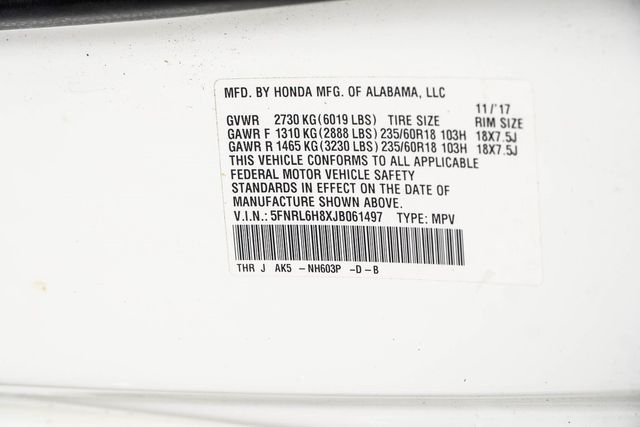 MFD. BY HONDA MFG. OF ALABAMA, LLC
11/'17
GVWR 2730 KG (6019 LBS) TIRE SIZE RIM SIZE
GAWR F 1310 KG (2888 LBS) 235/60R18 103H 18X7.5J
GAWR R 1465 KG (3230 LBS) 235/60R18 103H 18X7.5J
THIS VEHICLE CONFORMS TO ALL APPLICABLE
FEDERAL MOTOR VEHICLE SAFETY
STANDARDS IN EFFECT ON THE DATE OF
MANUFACTURE SHOWN ABOVE.
V.I.N.: 5FNRL6H8XJB061497 TYPE: MPV
THR J AK5 -NH603P -D-B